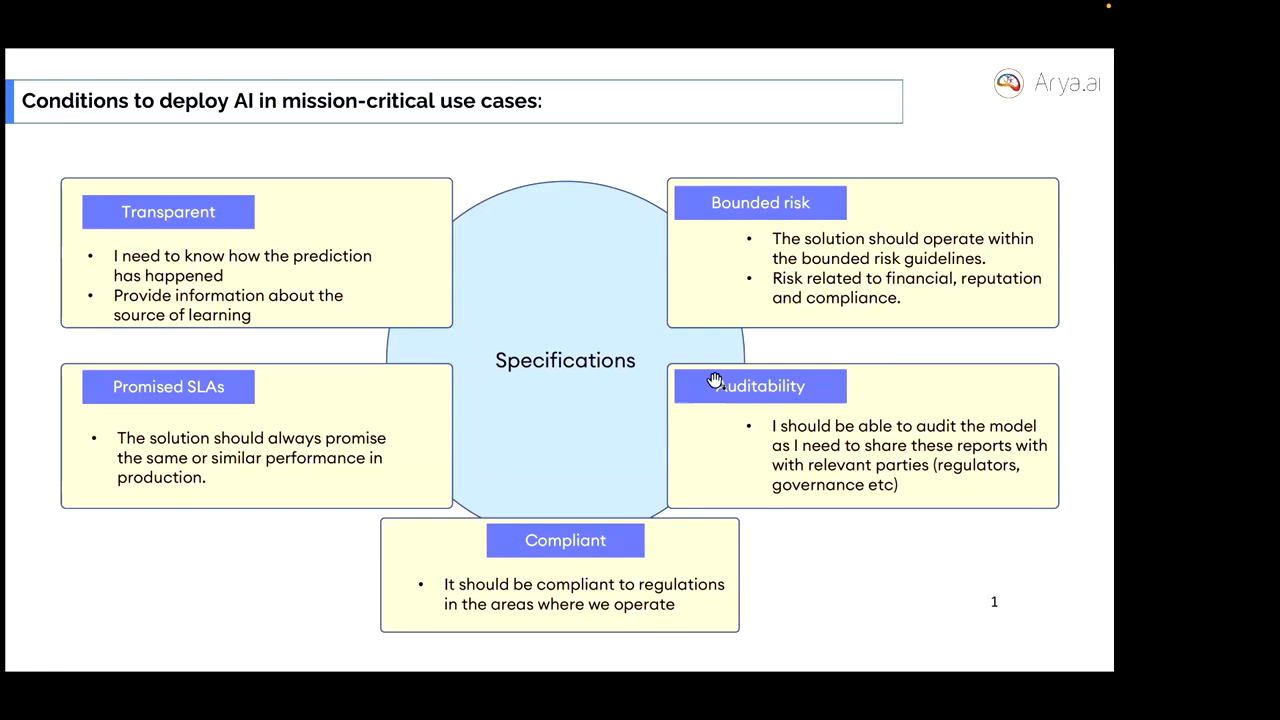 Arya.ai
Conditions to deploy AI in mission-critical use cases:
Transparent
• I need to know how the prediction
has happened
• Provide information about the
source of learning
Bounded risk
• The solution should operate within
the bounded risk guidelines.
• Risk related to financial, reputation
and compliance.
Specifications
Promised SLAs
• The solution should always promise
the same or similar performance in
production.
Auditability
• I should be able to audit the model
as I need to share these reports with
with relevant parties (regulators,
governance etc)
Compliant
• It should be compliant to regulations
in the areas where we operate
1